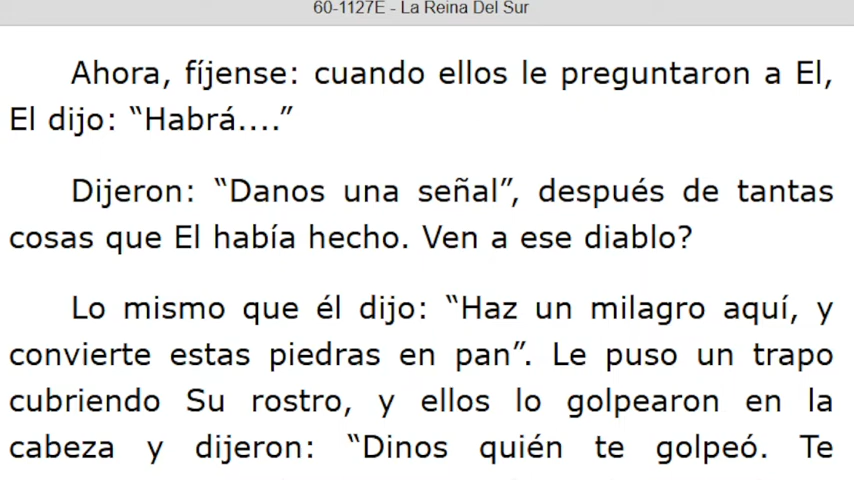 60-1127E - La Reina Del Sur
Ahora, fíjense: cuando ellos le preguntaron a El,
El dijo: “Habrá....”
Dijeron: “Danos una señal”, después de tantas
cosas que El había hecho. Ven a ese diablo?
Lo mismo que él dijo: “Haz un milagro aquí, y
convierte estas piedras en pan”. Le puso un trapo
cubriendo Su rostro, y ellos lo golpearon en la
cabeza y dijeron: “Dinos quién te golpeó. Te